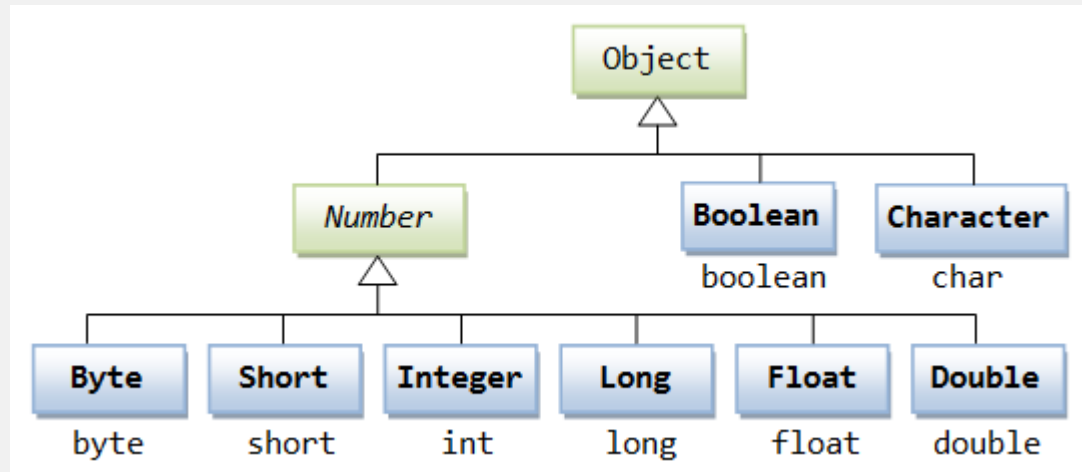 Object
Number Boolean Character
boolean char
Byte Short Integer Long Float Double
byte short int long float double